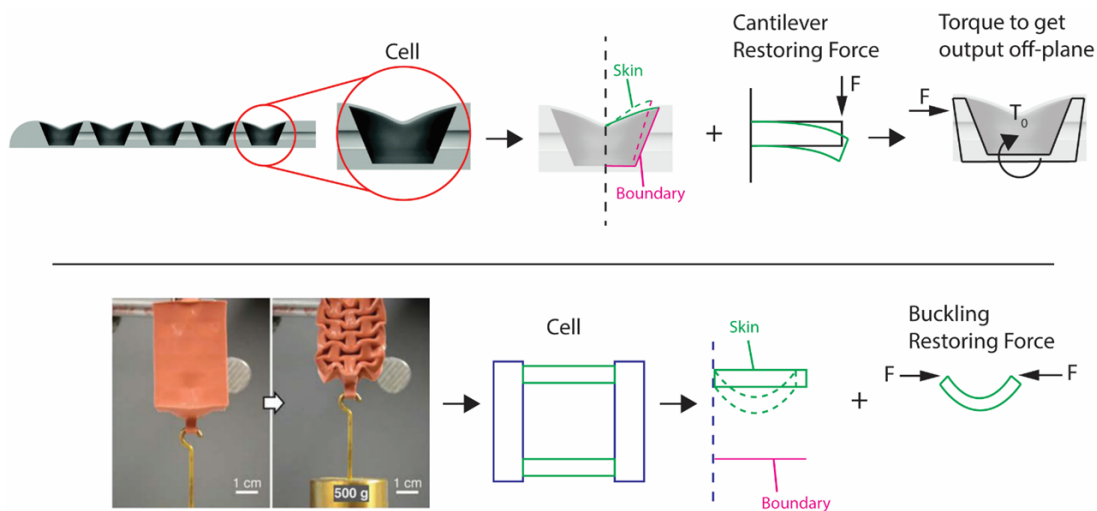 Cell
Skin
Boundary
+
Cantilever
Restoring Force
F
Torque to get
output off-plane
F
T0
1 cm
500 g
1 cm
Cell
Skin
Boundary
+
Buckling
Restoring Force
F
F